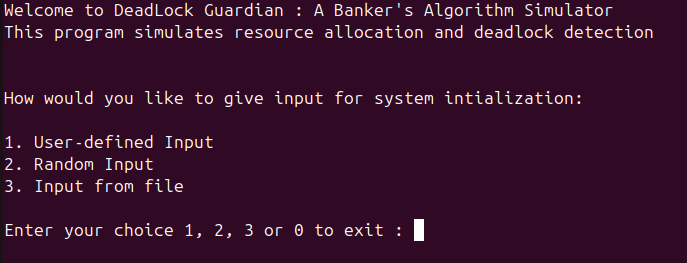 Welcome to DeadLock Guardian : A Banker's Algorithm Simulator
This program simulates resource allocation and deadlock detection
How would you like to give input for system intialization:
1. User-defined Input
2. Random Input
3. Input from file
Enter your choice 1, 2, 3 or 0 to exit :